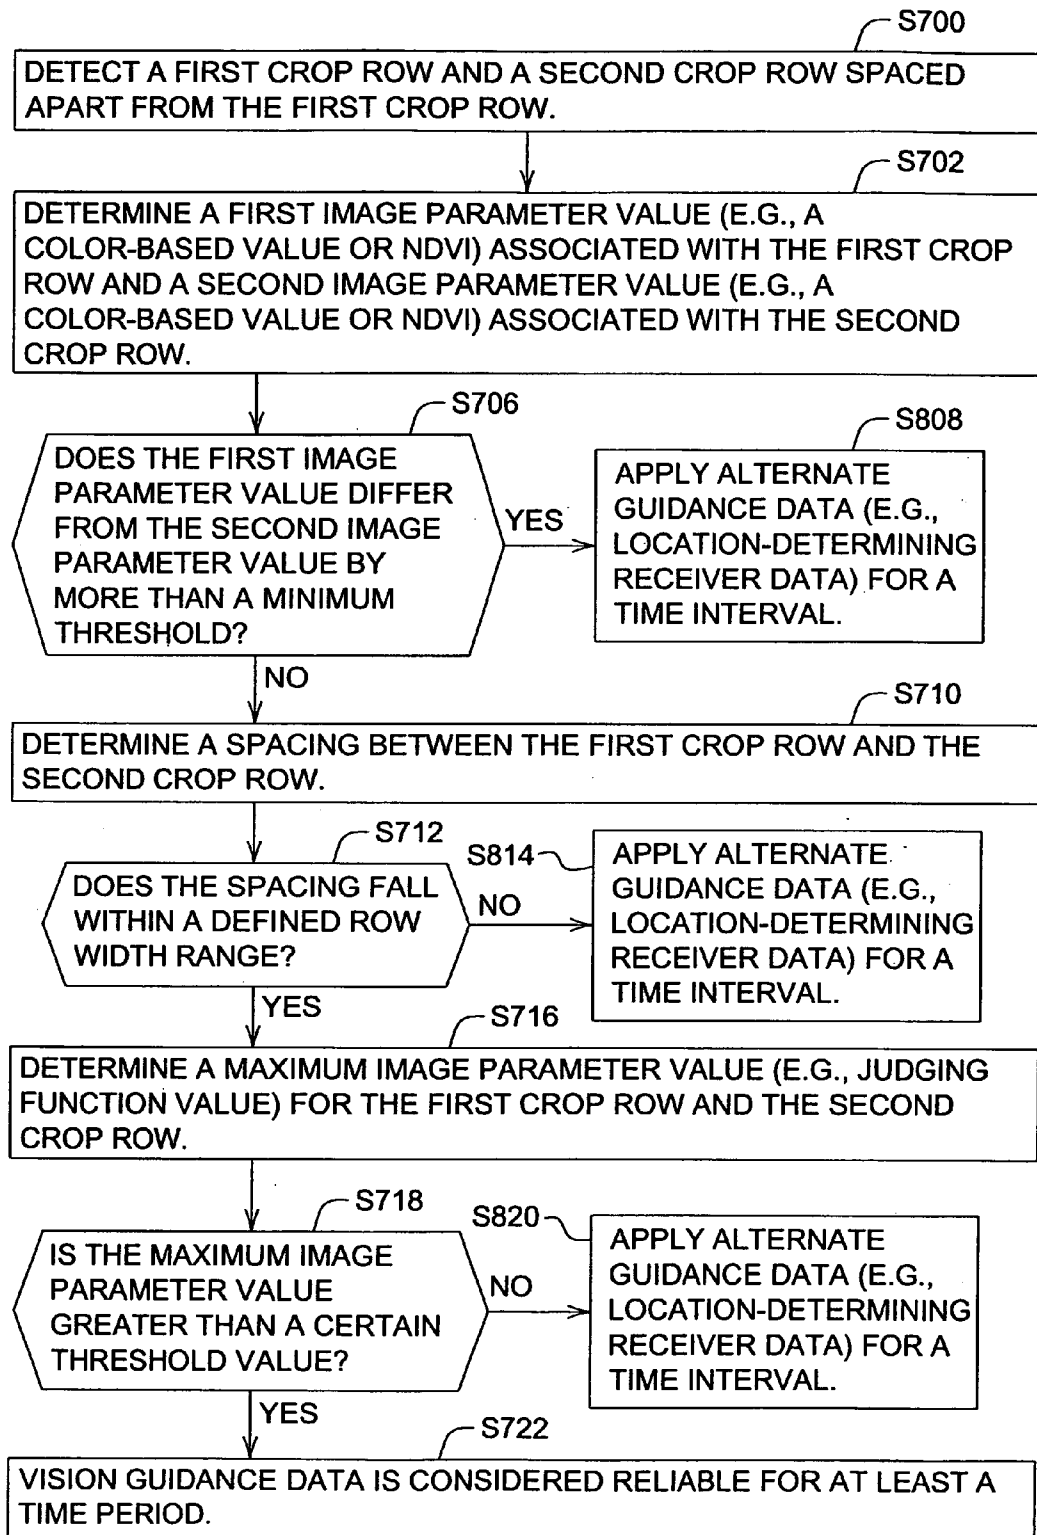 S700
DETECT A FIRST CROP ROW AND A SECOND CROP ROW SPACED
APART FROM THE FIRST CROP ROW.
S702
DETERMINE A FIRST IMAGE PARAMETER VALUE (E.G., A
COLOR-BASED VALUE OR NDVI) ASSOCIATED WITH THE FIRST CROP
ROW AND A SECOND IMAGE PARAMETER VALUE (E.G., A
COLOR-BASED VALUE OR NDVI) ASSOCIATED WITH THE SECOND
CROP ROW.
S706
DOES THE FIRST IMAGE
PARAMETER VALUE DIFFER
FROM THE SECOND IMAGE
PARAMETER VALUE BY
MORE THAN A MINIMUM
THRESHOLD?
YES
S808
APPLY ALTERNATE
GUIDANCE DATA (E.G.,
LOCATION-DETERMINING
RECEIVER DATA) FOR A
TIME INTERVAL.
NO
S710
DETERMINE A SPACING BETWEEN THE FIRST CROP ROW AND THE
SECOND CROP ROW.
S712
DOES THE SPACING FALL
WITHIN A DEFINED ROW
WIDTH RANGE?
NO
S814
APPLY ALTERNATE
GUIDANCE DATA (E.G.,
LOCATION-DETERMINING
RECEIVER DATA) FOR A
TIME INTERVAL.
YES
S716
DETERMINE A MAXIMUM IMAGE PARAMETER VALUE (E.G., JUDGING
FUNCTION VALUE) FOR THE FIRST CROP ROW AND THE SECOND
CROP ROW.
S718
IS THE MAXIMUM IMAGE
PARAMETER VALUE
GREATER THAN A CERTAIN
THRESHOLD VALUE?
NO
S820
APPLY ALTERNATE
GUIDANCE DATA (E.G.,
LOCATION-DETERMINING
RECEIVER DATA) FOR A
TIME INTERVAL.
YES
S722
VISION GUIDANCE DATA IS CONSIDERED RELIABLE FOR AT LEAST A
TIME PERIOD.